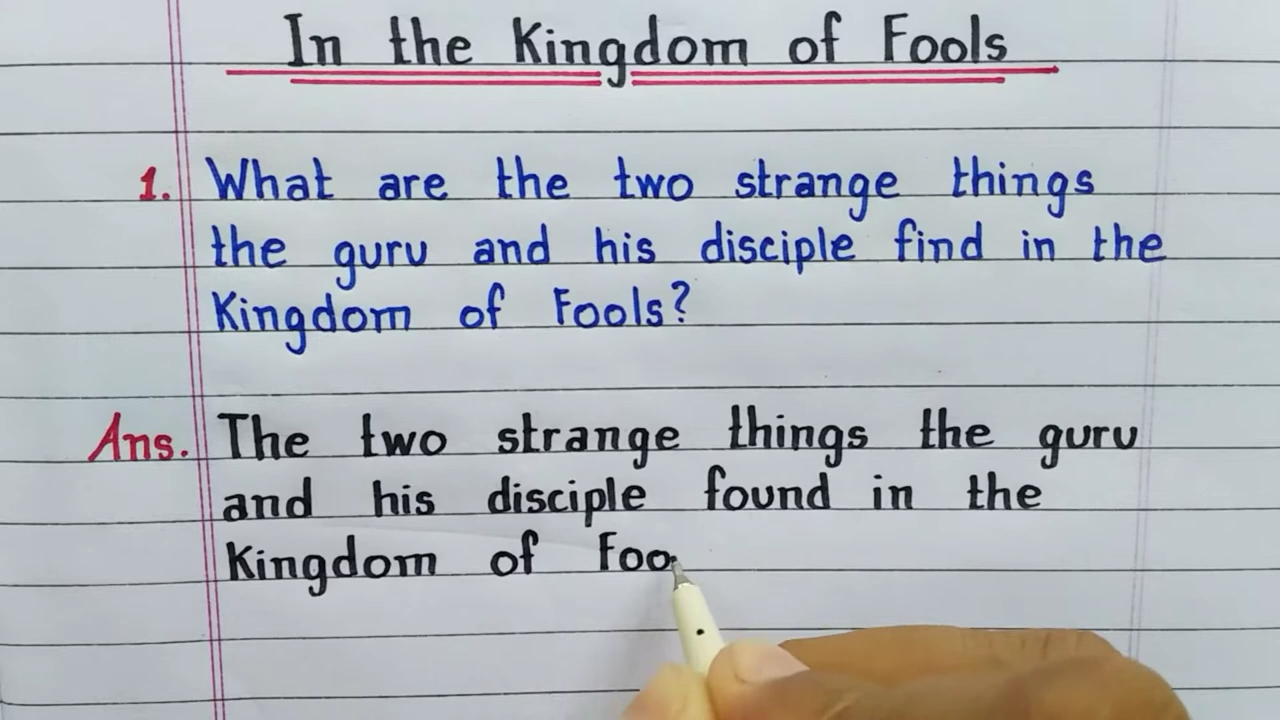 In the Kingdom of Fools
1. What are the two strange things
the guru and his disciple find in the
Kingdom of Fools?
Ans. The two strange things the guru
and his disciple found in the
Kingdom of Foo